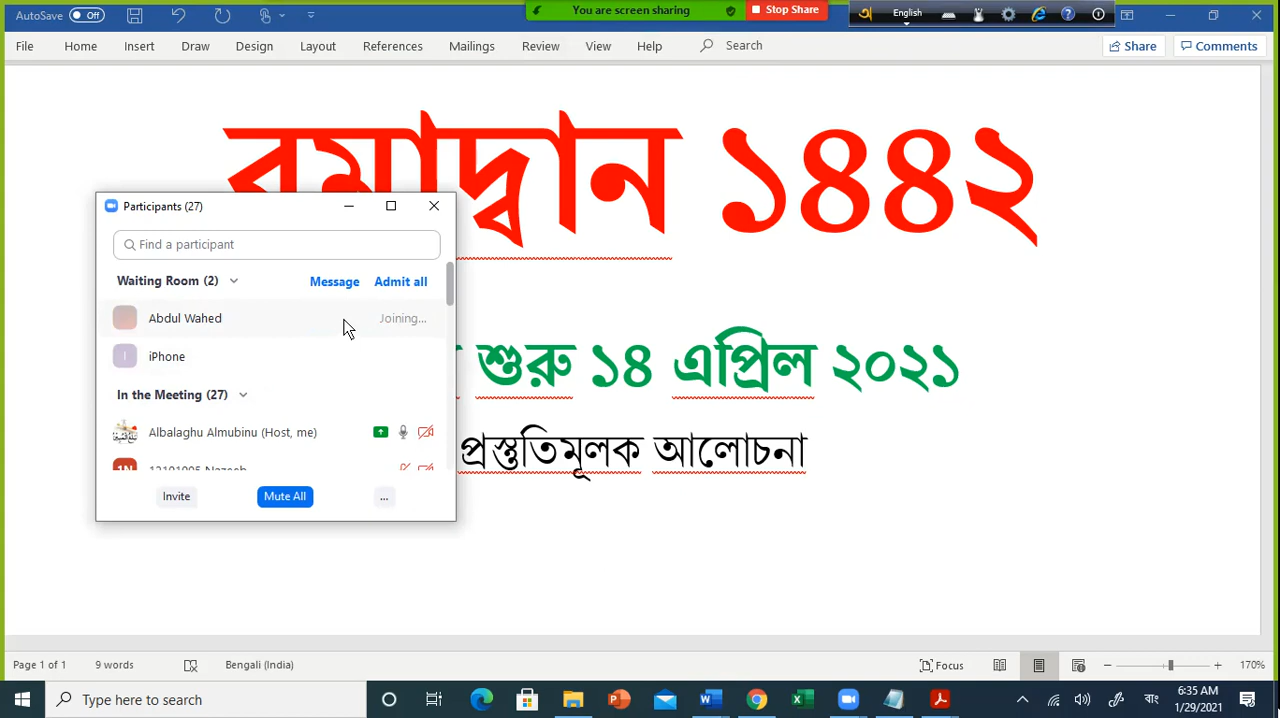 AutoSave Off
You are screen sharing
Stop Share
English
File Home Insert Draw Design Layout References Mailings Review View Help Search Share Comments
রমাদ্বান ১৪৪২
শুরু ১৪ এপ্রিল ২০২১
প্রস্তুতিমূলক আলোচনা
Participants (27)
Find a participant
Waiting Room (2) Message Admit all
Abdul Wahed Joining...
I iPhone
In the Meeting (27)
Albalaghu Almubinu (Host, me)
Invite Mute All ...
Page 1 of 1 9 words Bengali (India) Focus 170%
Type here to search
বাং
6:35 AM
1/29/2021